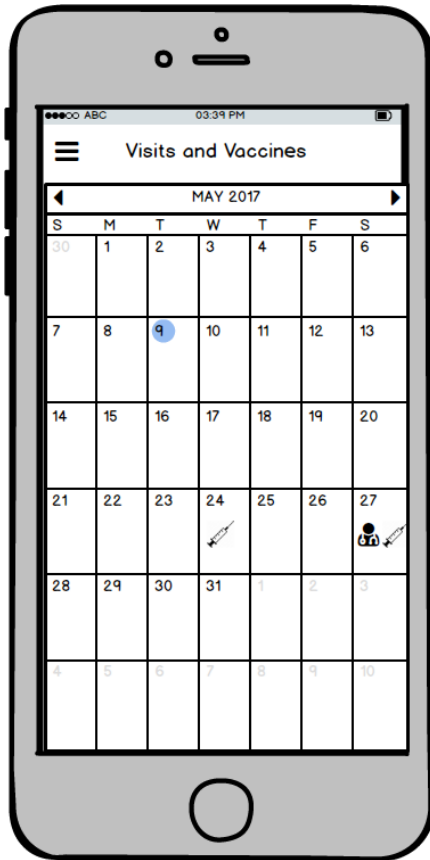 ABC 03:39 PM
Visits and Vaccines
MAY 2017
S M T W T F S
30 1 2 3 4 5 6
7 8 9 10 11 12 13
14 15 16 17 18 19 20
21 22 23 24 25 26 27
28 29 30 31 1 2 3
4 5 6 7 8 9 10